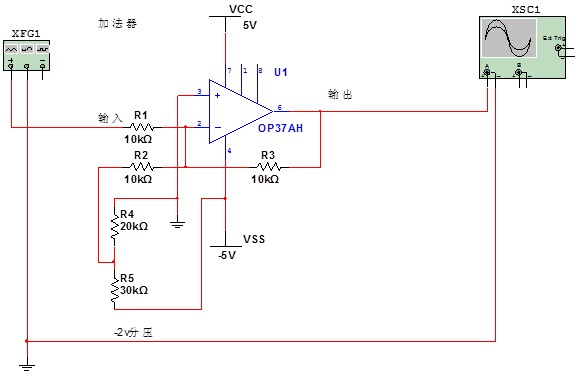 加法器
VCC
5V
XSC1
Ext Trig
A
B
XFG1
7
1
8
U1
3
输出
6
输入
R1
2
OP37AH
10kΩ
4
R2
R3
10kΩ
10kΩ
R4
20kΩ
VSS
-5V
R5
30kΩ
-2v分压